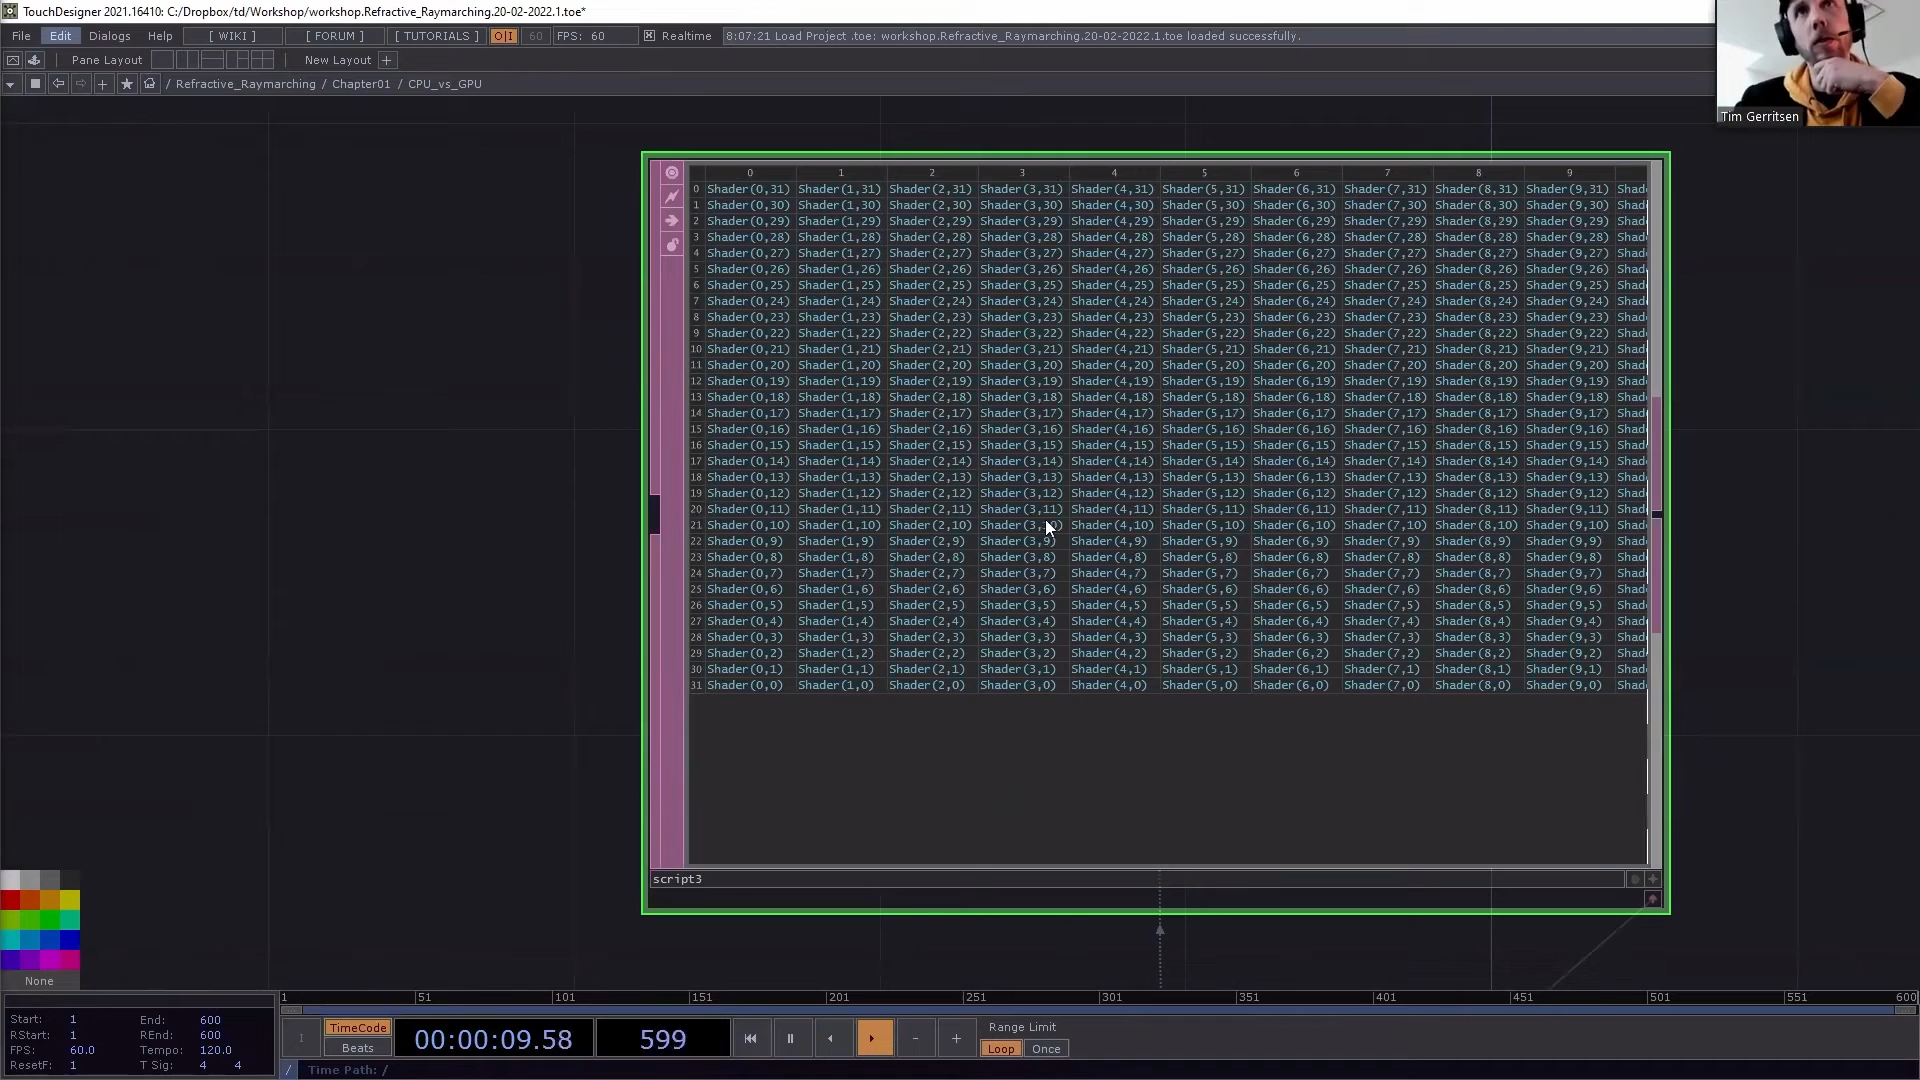 TouchDesigner 2021.16410: C:/Dropbox/td/Workshop/workshop.Refractive_Raymarching.20-02-2022.1.toe*
File Edit Dialogs Help [ WIKI ] [ FORUM ] [ TUTORIALS ] O|I 60 FPS: 60 Realtime 8:07:21 Load Project .toe: workshop.Refractive_Raymarching.20-02-2022.1.toe loaded successfully.
Pane Layout New Layout +
/ Refractive_Raymarching / Chapter01 / CPU_vs_GPU
Tim Gerritsen
0 1 2 3 4 5 6 7 8 9
0 Shader(0,31) Shader(1,31) Shader(2,31) Shader(3,31) Shader(4,31) Shader(5,31) Shader(6,31) Shader(7,31) Shader(8,31) Shader(9,31) Shad
1 Shader(0,30) Shader(1,30) Shader(2,30) Shader(3,30) Shader(4,30) Shader(5,30) Shader(6,30) Shader(7,30) Shader(8,30) Shader(9,30) Shad
2 Shader(0,29) Shader(1,29) Shader(2,29) Shader(3,29) Shader(4,29) Shader(5,29) Shader(6,29) Shader(7,29) Shader(8,29) Shader(9,29) Shad
3 Shader(0,28) Shader(1,28) Shader(2,28) Shader(3,28) Shader(4,28) Shader(5,28) Shader(6,28) Shader(7,28) Shader(8,28) Shader(9,28) Shad
4 Shader(0,27) Shader(1,27) Shader(2,27) Shader(3,27) Shader(4,27) Shader(5,27) Shader(6,27) Shader(7,27) Shader(8,27) Shader(9,27) Shad
5 Shader(0,26) Shader(1,26) Shader(2,26) Shader(3,26) Shader(4,26) Shader(5,26) Shader(6,26) Shader(7,26) Shader(8,26) Shader(9,26) Shad
6 Shader(0,25) Shader(1,25) Shader(2,25) Shader(3,25) Shader(4,25) Shader(5,25) Shader(6,25) Shader(7,25) Shader(8,25) Shader(9,25) Shad
7 Shader(0,24) Shader(1,24) Shader(2,24) Shader(3,24) Shader(4,24) Shader(5,24) Shader(6,24) Shader(7,24) Shader(8,24) Shader(9,24) Shad
8 Shader(0,23) Shader(1,23) Shader(2,23) Shader(3,23) Shader(4,23) Shader(5,23) Shader(6,23) Shader(7,23) Shader(8,23) Shader(9,23) Shad
9 Shader(0,22) Shader(1,22) Shader(2,22) Shader(3,22) Shader(4,22) Shader(5,22) Shader(6,22) Shader(7,22) Shader(8,22) Shader(9,22) Shad
10 Shader(0,21) Shader(1,21) Shader(2,21) Shader(3,21) Shader(4,21) Shader(5,21) Shader(6,21) Shader(7,21) Shader(8,21) Shader(9,21) Shad
11 Shader(0,20) Shader(1,20) Shader(2,20) Shader(3,20) Shader(4,20) Shader(5,20) Shader(6,20) Shader(7,20) Shader(8,20) Shader(9,20) Shad
12 Shader(0,19) Shader(1,19) Shader(2,19) Shader(3,19) Shader(4,19) Shader(5,19) Shader(6,19) Shader(7,19) Shader(8,19) Shader(9,19) Shad
13 Shader(0,18) Shader(1,18) Shader(2,18) Shader(3,18) Shader(4,18) Shader(5,18) Shader(6,18) Shader(7,18) Shader(8,18) Shader(9,18) Shad
14 Shader(0,17) Shader(1,17) Shader(2,17) Shader(3,17) Shader(4,17) Shader(5,17) Shader(6,17) Shader(7,17) Shader(8,17) Shader(9,17) Shad
15 Shader(0,16) Shader(1,16) Shader(2,16) Shader(3,16) Shader(4,16) Shader(5,16) Shader(6,16) Shader(7,16) Shader(8,16) Shader(9,16) Shad
16 Shader(0,15) Shader(1,15) Shader(2,15) Shader(3,15) Shader(4,15) Shader(5,15) Shader(6,15) Shader(7,15) Shader(8,15) Shader(9,15) Shad
17 Shader(0,14) Shader(1,14) Shader(2,14) Shader(3,14) Shader(4,14) Shader(5,14) Shader(6,14) Shader(7,14) Shader(8,14) Shader(9,14) Shad
18 Shader(0,13) Shader(1,13) Shader(2,13) Shader(3,13) Shader(4,13) Shader(5,13) Shader(6,13) Shader(7,13) Shader(8,13) Shader(9,13) Shad
19 Shader(0,12) Shader(1,12) Shader(2,12) Shader(3,12) Shader(4,12) Shader(5,12) Shader(6,12) Shader(7,12) Shader(8,12) Shader(9,12) Shad
20 Shader(0,11) Shader(1,11) Shader(2,11) Shader(3,11) Shader(4,11) Shader(5,11) Shader(6,11) Shader(7,11) Shader(8,11) Shader(9,11) Shad
21 Shader(0,10) Shader(1,10) Shader(2,10) Shader(4,10) Shader(5,10) Shader(6,10) Shader(7,10) Shader(8,10) Shader(9,10) Shad
22 Shader(0,9) Shader(1,9) Shader(2,9) Shader(3,9) Shader(4,9) Shader(5,9) Shader(6,9) Shader(7,9) Shader(8,9) Shader(9,9) Shad
23 Shader(0,8) Shader(1,8) Shader(2,8) Shader(3,8) Shader(4,8) Shader(5,8) Shader(6,8) Shader(7,8) Shader(8,8) Shader(9,8) Shad
24 Shader(0,7) Shader(1,7) Shader(2,7) Shader(3,7) Shader(4,7) Shader(5,7) Shader(6,7) Shader(7,7) Shader(8,7) Shader(9,7) Shad
25 Shader(0,6) Shader(1,6) Shader(2,6) Shader(3,6) Shader(4,6) Shader(5,6) Shader(6,6) Shader(7,6) Shader(8,6) Shader(9,6) Shad
26 Shader(0,5) Shader(1,5) Shader(2,5) Shader(3,5) Shader(4,5) Shader(5,5) Shader(6,5) Shader(7,5) Shader(8,5) Shader(9,5) Shad
27 Shader(0,4) Shader(1,4) Shader(2,4) Shader(3,4) Shader(4,4) Shader(5,4) Shader(6,4) Shader(7,4) Shader(8,4) Shader(9,4) Shad
28 Shader(0,3) Shader(1,3) Shader(2,3) Shader(3,3) Shader(4,3) Shader(5,3) Shader(6,3) Shader(7,3) Shader(8,3) Shader(9,3) Shad
29 Shader(0,2) Shader(1,2) Shader(2,2) Shader(3,2) Shader(4,2) Shader(5,2) Shader(6,2) Shader(7,2) Shader(8,2) Shader(9,2) Shad
30 Shader(0,1) Shader(1,1) Shader(2,1) Shader(3,1) Shader(4,1) Shader(5,1) Shader(6,1) Shader(7,1) Shader(8,1) Shader(9,1) Shad
31 Shader(0,0) Shader(1,0) Shader(2,0) Shader(3,0) Shader(4,0) Shader(5,0) Shader(6,0) Shader(7,0) Shader(8,0) Shader(9,0) Shad
script3
None
1 51 101 151 201 251 301 351 401 451 501 551 600
Start: 1 End: 600
RStart: 1 REnd: 600
FPS: 60.0 Tempo: 120.0
ResetF: 1 T Sig: 4 4
TimeCode
Beats
00:00:09.58 599
Range Limit
Loop Once
/ Time Path: /